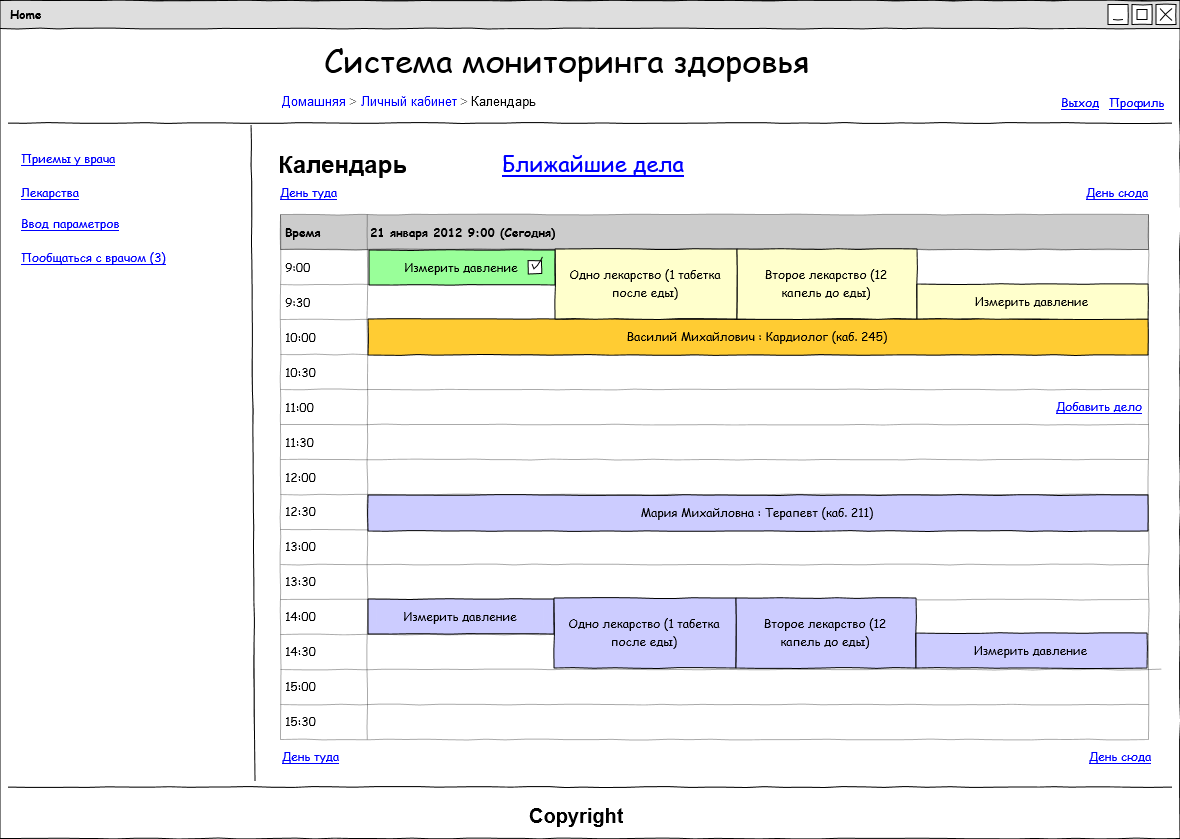 Home
Система мониторинга здоровья
Домашняя > Личный кабинет > Календарь
Выход Профиль
Приемы у врача
Лекарства
Ввод параметров
Пообщаться с врачом (3)
Календарь
Ближайшие дела
День туда
День сюда
Время
21 января 2012 9:00 (Сегодня)
9:00
Измерить давление
Одно лекарство (1 табетка
после еды)
Второе лекарство (12
капель до еды)
9:30
Измерить давление
10:00
Василий Михайлович : Кардиолог (каб. 245)
10:30
11:00
Добавить дело
11:30
12:00
12:30
Мария Михайловна : Терапевт (каб. 211)
13:00
13:30
14:00
Измерить давление
Одно лекарство (1 табетка
после еды)
Второе лекарство (12
капель до еды)
14:30
Измерить давление
15:00
15:30
День туда
День сюда
Copyright